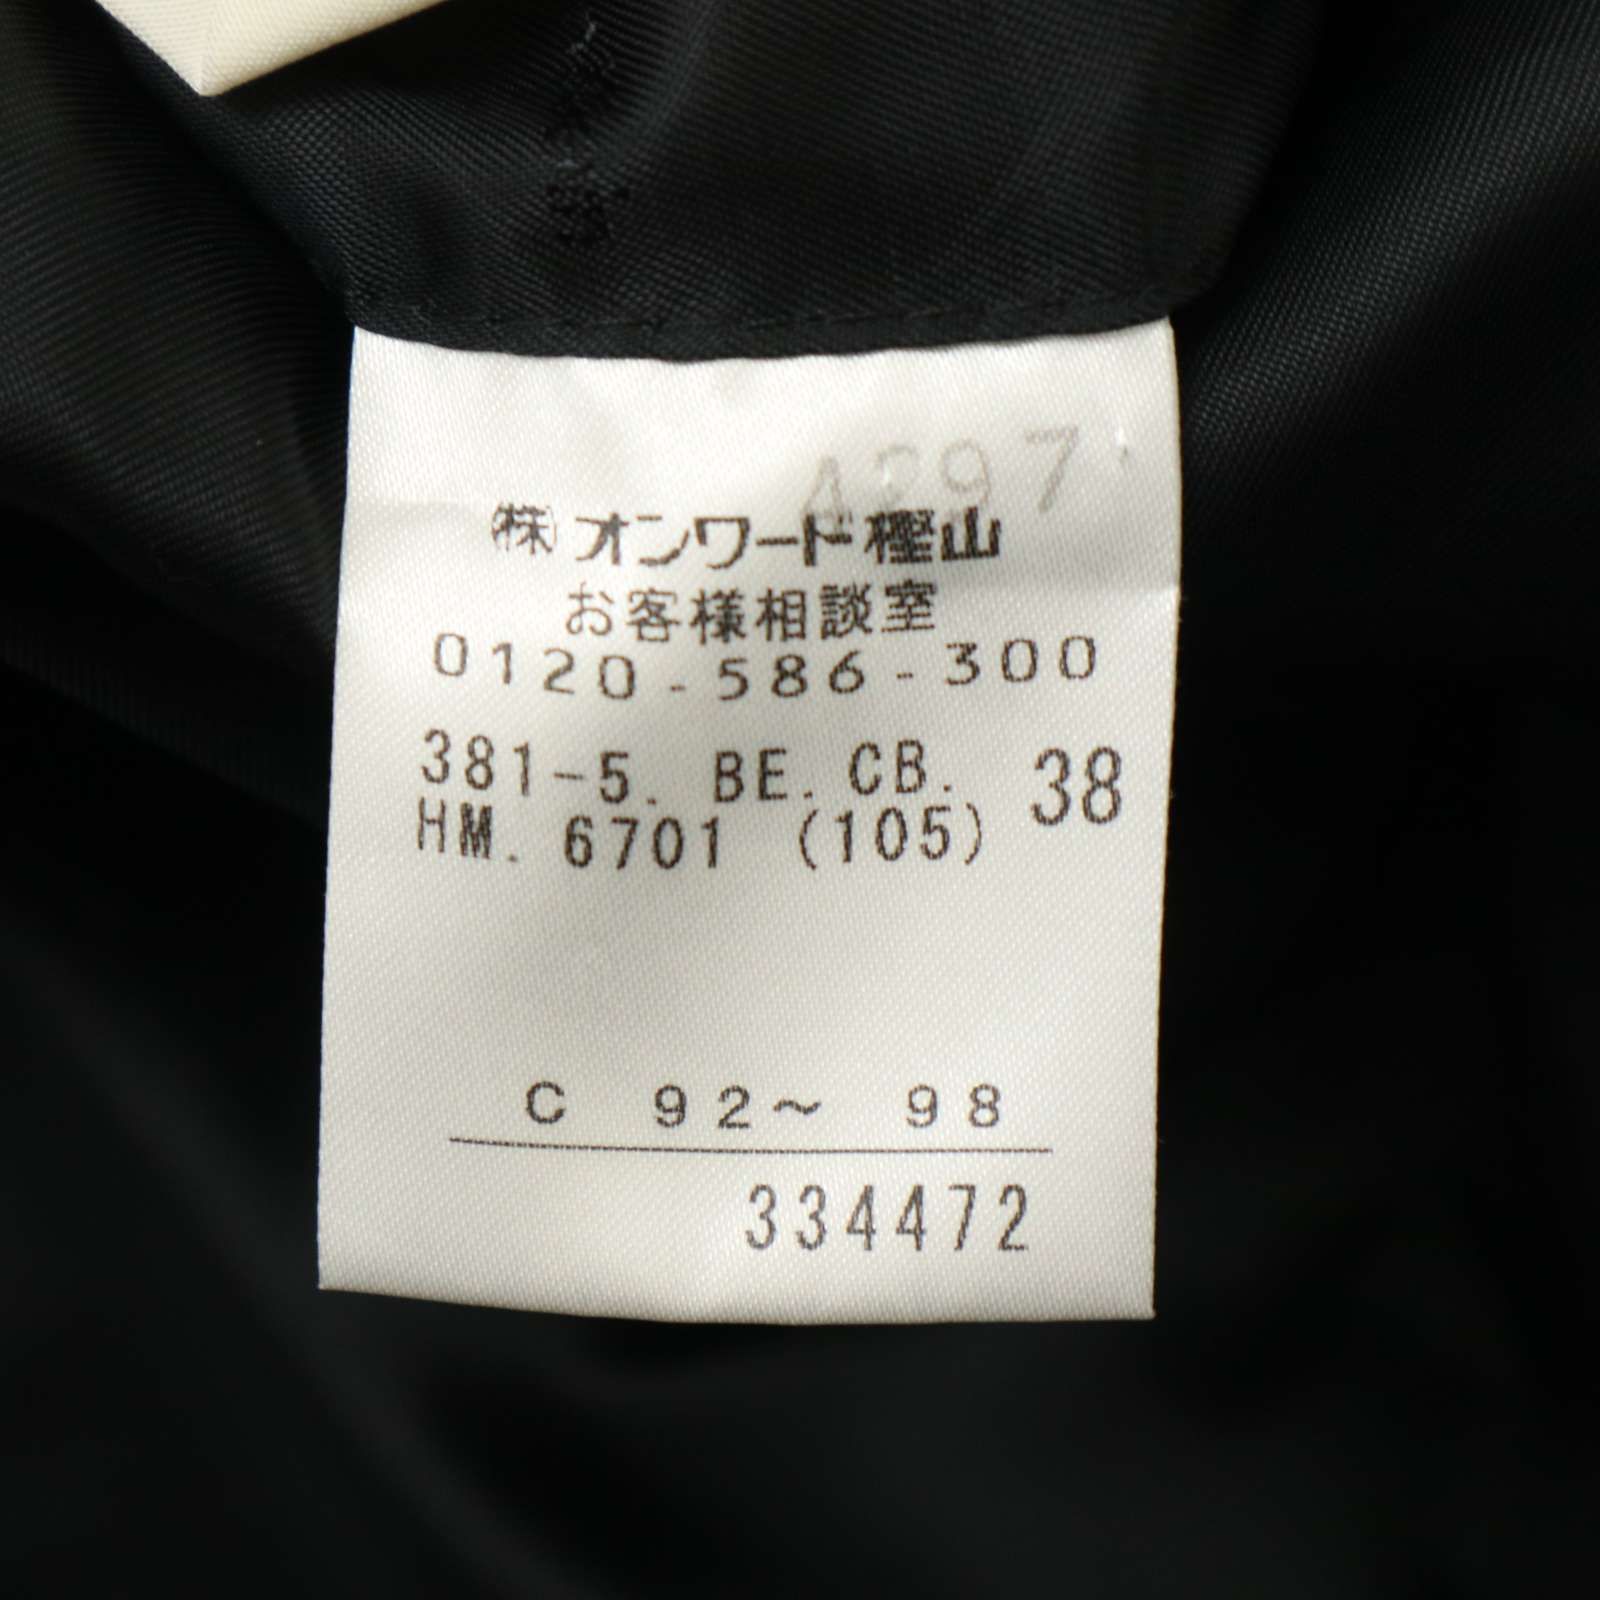 ㈱オンワード樫山
お客様相談室
0120-586-300
381-5. BE. CB. 38
HM. 6701 (105)
C 92～ 98
334472